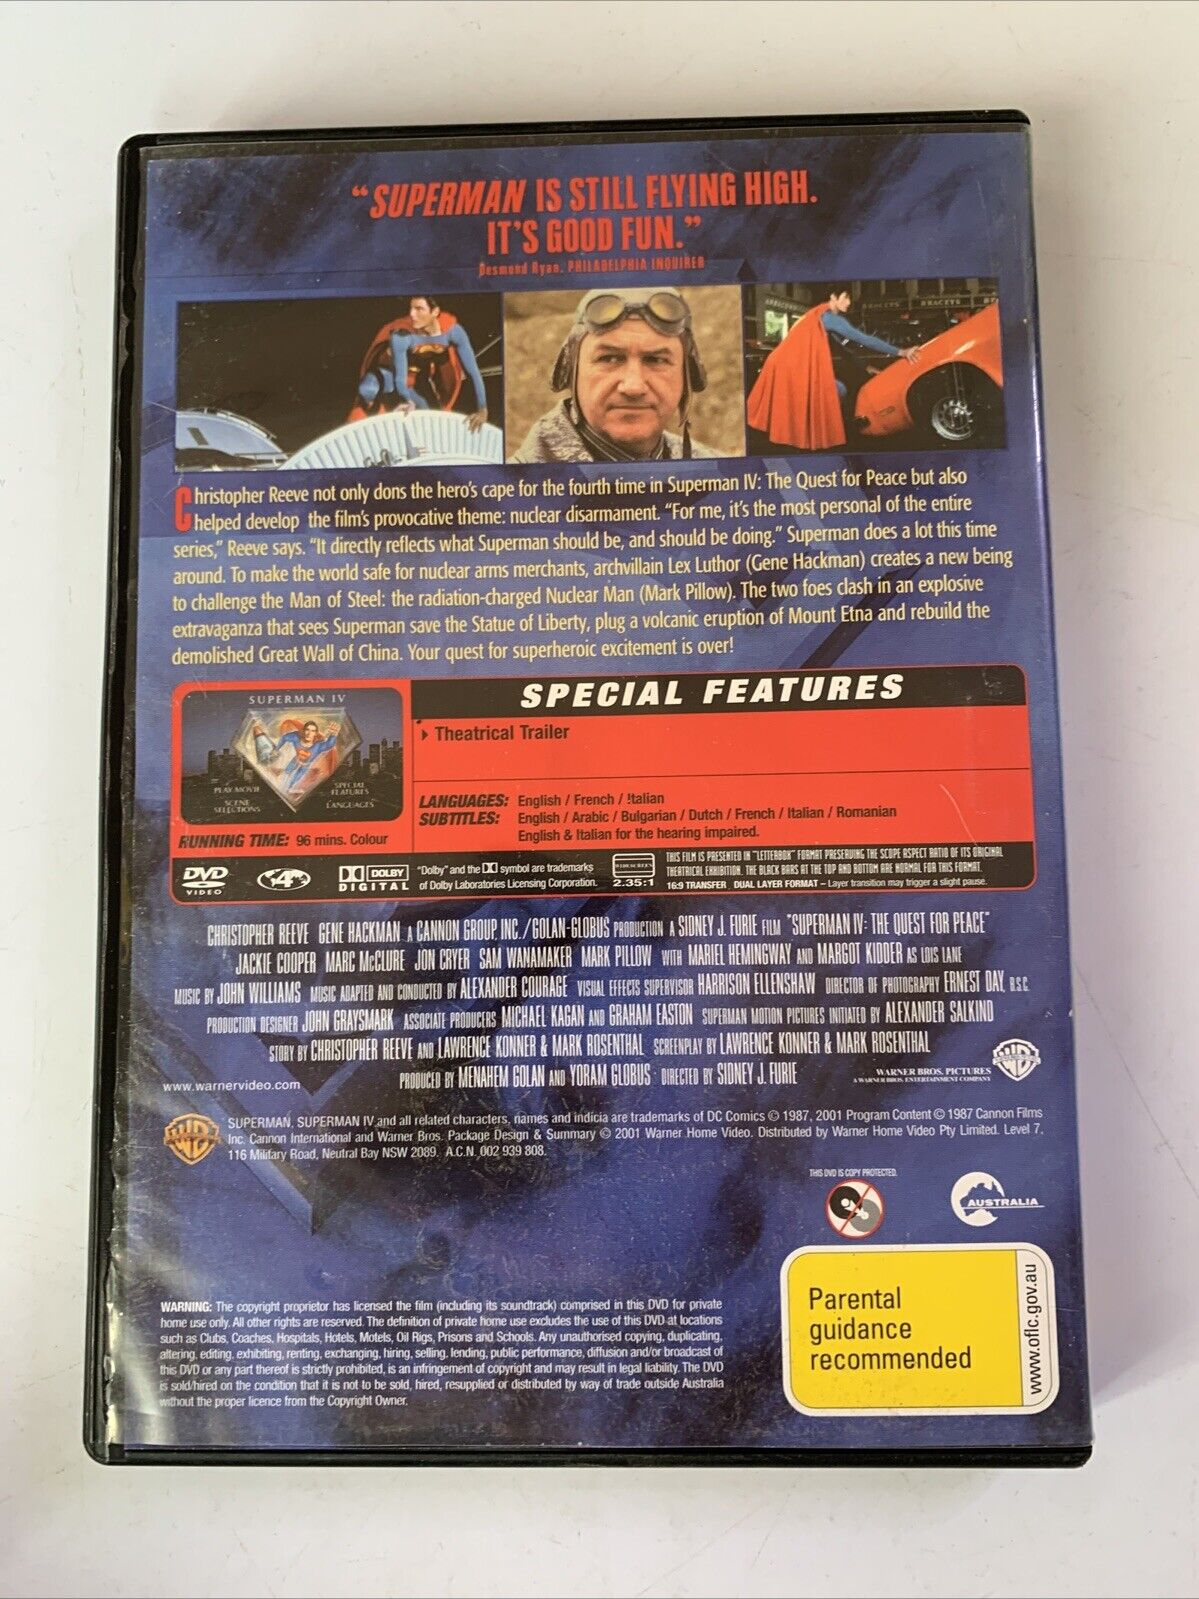 “SUPERMAN IS STILL FLYING HIGH.
IT'S GOOD FUN.”
Desmond Ryan, PHILADELPHIA INQUIRER
Christopher Reeve not only dons the hero's cape for the fourth time in Superman IV: The Quest for Peace but also
helped develop the film's provocative theme: nuclear disarmament. “For me, it's the most personal of the entire
series,” Reeve says. “It directly reflects what Superman should be, and should be doing.” Superman does a lot this time
around. To make the world safe for nuclear arms merchants, archvillain Lex Luthor (Gene Hackman) creates a new being
to challenge the Man of Steel: the radiation-charged Nuclear Man (Mark Pillow). The two foes clash in an explosive
extravaganza that sees Superman save the Statue of Liberty, plug a volcanic eruption of Mount Etna and rebuild the
demolished Great Wall of China. Your quest for superheroic excitement is over!
SUPERMAN IV
PLAY MOVIE
SCENE SELECTIONS
SPECIAL FEATURES
LANGUAGES
RUNNING TIME: 96 mins. Colour
SPECIAL FEATURES
Theatrical Trailer
LANGUAGES: English / French / Italian
SUBTITLES: English / Arabic / Bulgarian / Dutch / French / Italian / Romanian
English & Italian for the hearing impaired.
DVD VIDEO
4
DOLBY DIGITAL
"Dolby" and the DD symbol are trademarks
of Dolby Laboratories Licensing Corporation.
WIDESCREEN
2.35:1
THIS FILM IS PRESENTED IN "LETTERBOX" FORMAT PRESERVING THE SCOPE ASPECT RATIO OF ITS ORIGINAL
THEATRICAL EXHIBITION. THE BLACK BARS AT THE TOP AND BOTTOM ARE NORMAL FOR THIS FORMAT.
16:9 TRANSFER DUAL LAYER FORMAT – Layer transition may trigger a slight pause.
CHRISTOPHER REEVE GENE HACKMAN A CANNON GROUP INC./GOLAN-GLOBUS PRODUCTION A SIDNEY J. FURIE FILM "SUPERMAN IV: THE QUEST FOR PEACE"
JACKIE COOPER MARC McCLURE JON CRYER SAM WANAMAKER MARK PILLOW WITH MARIEL HEMINGWAY AND MARGOT KIDDER AS LOIS LANE
MUSIC BY JOHN WILLIAMS MUSIC ADAPTED AND CONDUCTED BY ALEXANDER COURAGE VISUAL EFFECTS SUPERVISOR HARRISON ELLENSHAW DIRECTOR OF PHOTOGRAPHY ERNEST DAY, B.S.C.
PRODUCTION DESIGNER JOHN GRAYSMARK ASSOCIATE PRODUCERS MICHAEL KAGAN AND GRAHAM EASTON SUPERMAN MOTION PICTURES INITIATED BY ALEXANDER SALKIND
STORY BY CHRISTOPHER REEVE AND LAWRENCE KONNER & MARK ROSENTHAL SCREENPLAY BY LAWRENCE KONNER & MARK ROSENTHAL
PRODUCED BY MENAHEM GOLAN AND YORAM GLOBUS DIRECTED BY SIDNEY J. FURIE
WARNER BROS. PICTURES
A WARNER BROS. ENTERTAINMENT COMPANY
www.warnervideo.com
SUPERMAN. SUPERMAN IV and all related characters, names and indicia are trademarks of DC Comics © 1987, 2001 Program Content © 1987 Cannon Films
Inc. Cannon International and Warner Bros. Package Design & Summary © 2001 Warner Home Video. Distributed by Warner Home Video Pty Limited. Level 7,
116 Military Road, Neutral Bay NSW 2089. A.C.N. 002 939 808.
THIS DVD IS COPY PROTECTED.
AUSTRALIA
WARNING: The copyright proprietor has licensed the film (including its soundtrack) comprised in this DVD for private
home use only. All other rights are reserved. The definition of private home use excludes the use of this DVD at locations
such as Clubs, Coaches, Hospitals, Hotels, Motels, Oil Rigs, Prisons and Schools. Any unauthorised copying, duplicating,
altering, editing, exhibiting, renting, exchanging, hiring, selling, lending, public performance, diffusion and/or broadcast of
this DVD or any part thereof is strictly prohibited, is an infringement of copyright and may result in legal liability. The DVD
is sold/hired on the condition that it is not to be sold, hired, resupplied or distributed by way of trade outside Australia
without the proper licence from the Copyright Owner.
Parental
guidance
recommended
www.oflc.gov.au